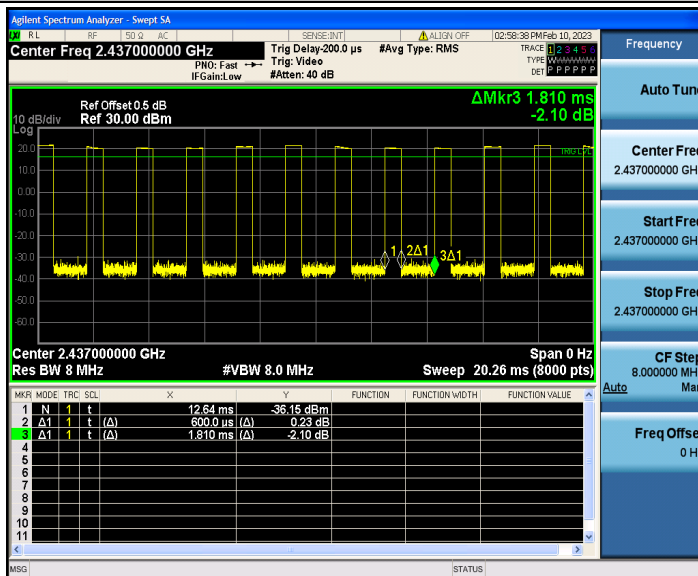 Agilent Spectrum Analyzer - Swept SA
LXI RL RF 50 Ω AC SENSE:INT ALIGN OFF 02:58:38 PM Feb 10, 2023
Center Freq 2.437000000 GHz
PNO: Fast
IFGain:Low
Trig Delay-200.0 µs
Trig: Video
#Atten: 40 dB
#Avg Type: RMS
TRACE 1 2 3 4 5 6
TYPE WWWWWW
DET P P P P P P
Frequency
Auto Tune
Center Freq
2.437000000 GH
Start Freq
2.437000000 GH
Stop Freq
2.437000000 GH
CF Step
8.000000 MH
Auto Man
Freq Offse
0 H
ΔMkr3 1.810 ms
-2.10 dB
Ref Offset 0.5 dB
10 dB/div Ref 30.00 dBm
Log
TRIG LVL
20.0
10.0
0.00
-10.0
-20.0
-30.0
-40.0
-50.0
-60.0
1 2Δ1 3Δ1
Center 2.437000000 GHz Span 0 Hz
Res BW 8 MHz #VBW 8.0 MHz Sweep 20.26 ms (8000 pts)
MKR MODE TRC SCL X Y FUNCTION FUNCTION WIDTH FUNCTION VALUE
1 N 1 t 12.64 ms -36.15 dBm
2 Δ1 1 t (Δ) 600.0 µs (Δ) 0.23 dB
3 Δ1 1 t (Δ) 1.810 ms (Δ) -2.10 dB
4
5
6
7
8
9
10
11
MSG STATUS